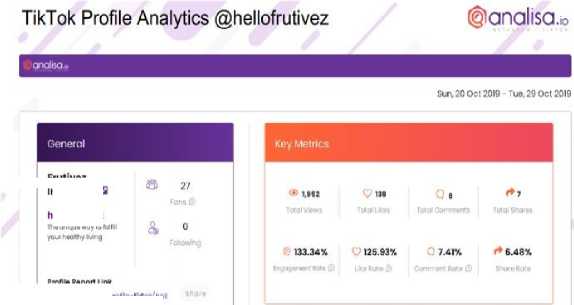 TikTok Profile Analytics @hellofrutivez
analisa.io
analisa.io
Sun, 20 Oct 2019 - Tue, 29 Oct 2019
General
Key Metrics
27
Fans
The unique way to fulfill
your healthy living
0
Following
1,962
138
8
7
Total Views
Total Likes
Total Comments
Total Shares
133.34%
125.93%
7.41%
6.48%
Engagement Rate
Like Rate
Comment Rate
Share Rate
Profile Report Link
share